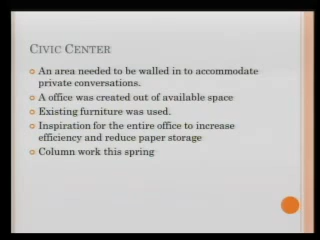 CIVIC CENTER
An area needed to be walled in to accommodate
private conversations.
A office was created out of available space
Existing furniture was used.
Inspiration for the entire office to increase
efficiency and reduce paper storage
Column work this spring